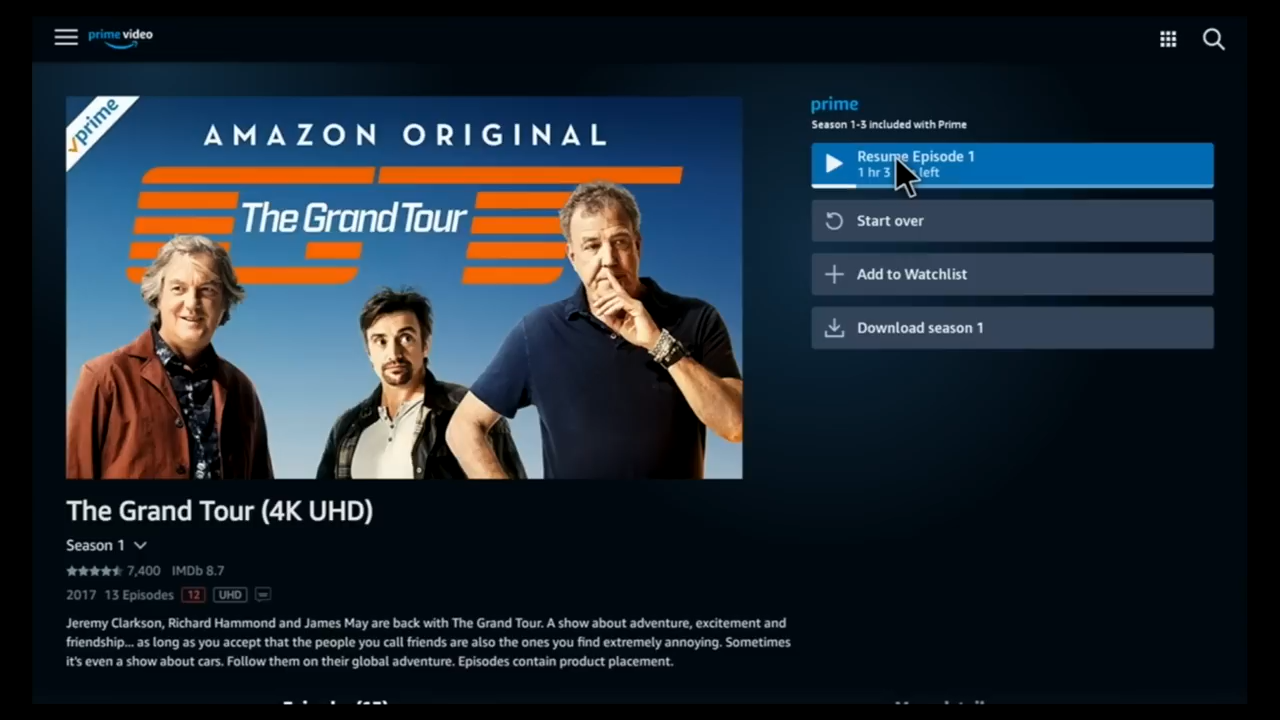 prime video
prime
AMAZON ORIGINAL
The Grand Tour
prime
Season 1-3 included with Prime
Resume Episode 1
1 hr 3 left
Start over
Add to Watchlist
Download season 1
The Grand Tour (4K UHD)
Season 1
7,400 IMDb 8.7
2017 13 Episodes 12 UHD
Jeremy Clarkson, Richard Hammond and James May are back with The Grand Tour. A show about adventure, excitement and
friendship... as long as you accept that the people you call friends are also the ones you find extremely annoying. Sometimes
it's even a show about cars. Follow them on their global adventure. Episodes contain product placement.